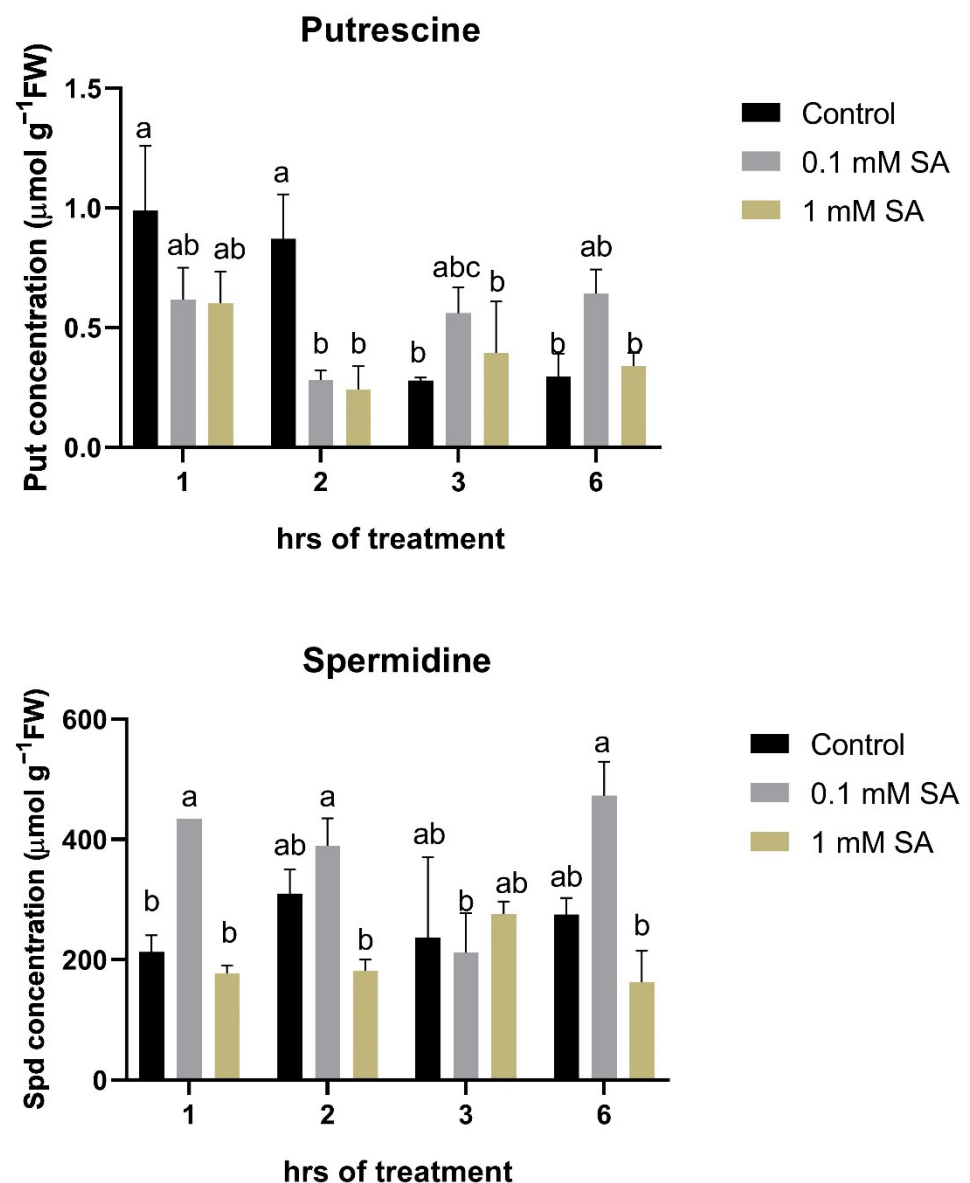 Putrescine
Put concentration (μmol g⁻¹FW)
1.5
1.0
0.5
0.0
a
ab
ab
a
b
b
b
abc
b
b
ab
b
1
2
3
6
hrs of treatment
Control
0.1 mM SA
1 mM SA
Spermidine
Spd concentration (μmol g⁻¹FW)
600
400
200
0
b
a
b
ab
a
b
ab
b
ab
ab
a
b
1
2
3
6
hrs of treatment
Control
0.1 mM SA
1 mM SA